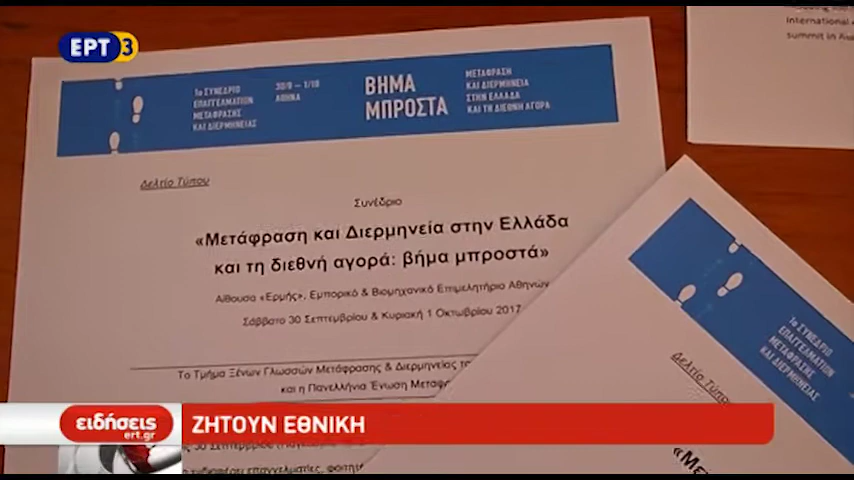 ΕΡΤ3
1ο ΣΥΝΕΔΡΙΟ
ΕΠΑΓΓΕΛΜΑΤΙΩΝ
ΜΕΤΑΦΡΑΣΗΣ
ΚΑΙ ΔΙΕΡΜΗΝΕΙΑΣ
30/9 – 1/10
ΑΘΗΝΑ
ΒΗΜΑ
ΜΠΡΟΣΤΑ
ΜΕΤΑΦΡΑΣΗ
ΚΑΙ ΔΙΕΡΜΗΝΕΙΑ
ΣΤΗΝ ΕΛΛΑΔΑ
ΚΑΙ ΤΗ ΔΙΕΘΝΗ ΑΓΟΡΑ
International
summit in
Δελτίο Τύπου
Συνέδριο
«Μετάφραση και Διερμηνεία στην Ελλάδα
και τη διεθνή αγορά: βήμα μπροστά»
Αίθουσα «Ερμής», Εμπορικό & Βιομηχανικό Επιμελητήριο Αθηνών
Σάββατο 30 Σεπτεμβρίου & Κυριακή 1 Οκτωβρίου 2017
Το Τμήμα Ξένων Γλωσσών Μετάφρασης & Διερμηνείας
και η Πανελλήνια Ένωση
30 Σεπτεμβρίου
επαγγελματίες,
1ο ΣΥΝΕΔΡΙΟ
ΕΠΑΓΓΕΛΜΑΤΙΩΝ
ΜΕΤΑΦΡΑΣΗΣ
ΚΑΙ ΔΙΕΡΜΗΝΕΙΑΣ
Δελτίο Τύπου
ειδήσεις
ert.gr
ΖΗΤΟΥΝ ΕΘΝΙΚΗ